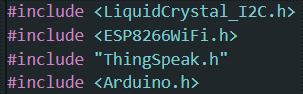 #include <LiquidCrystal_I2C.h>
#include <ESP8266WiFi.h>
#include "ThingSpeak.h"
#include <Arduino.h>